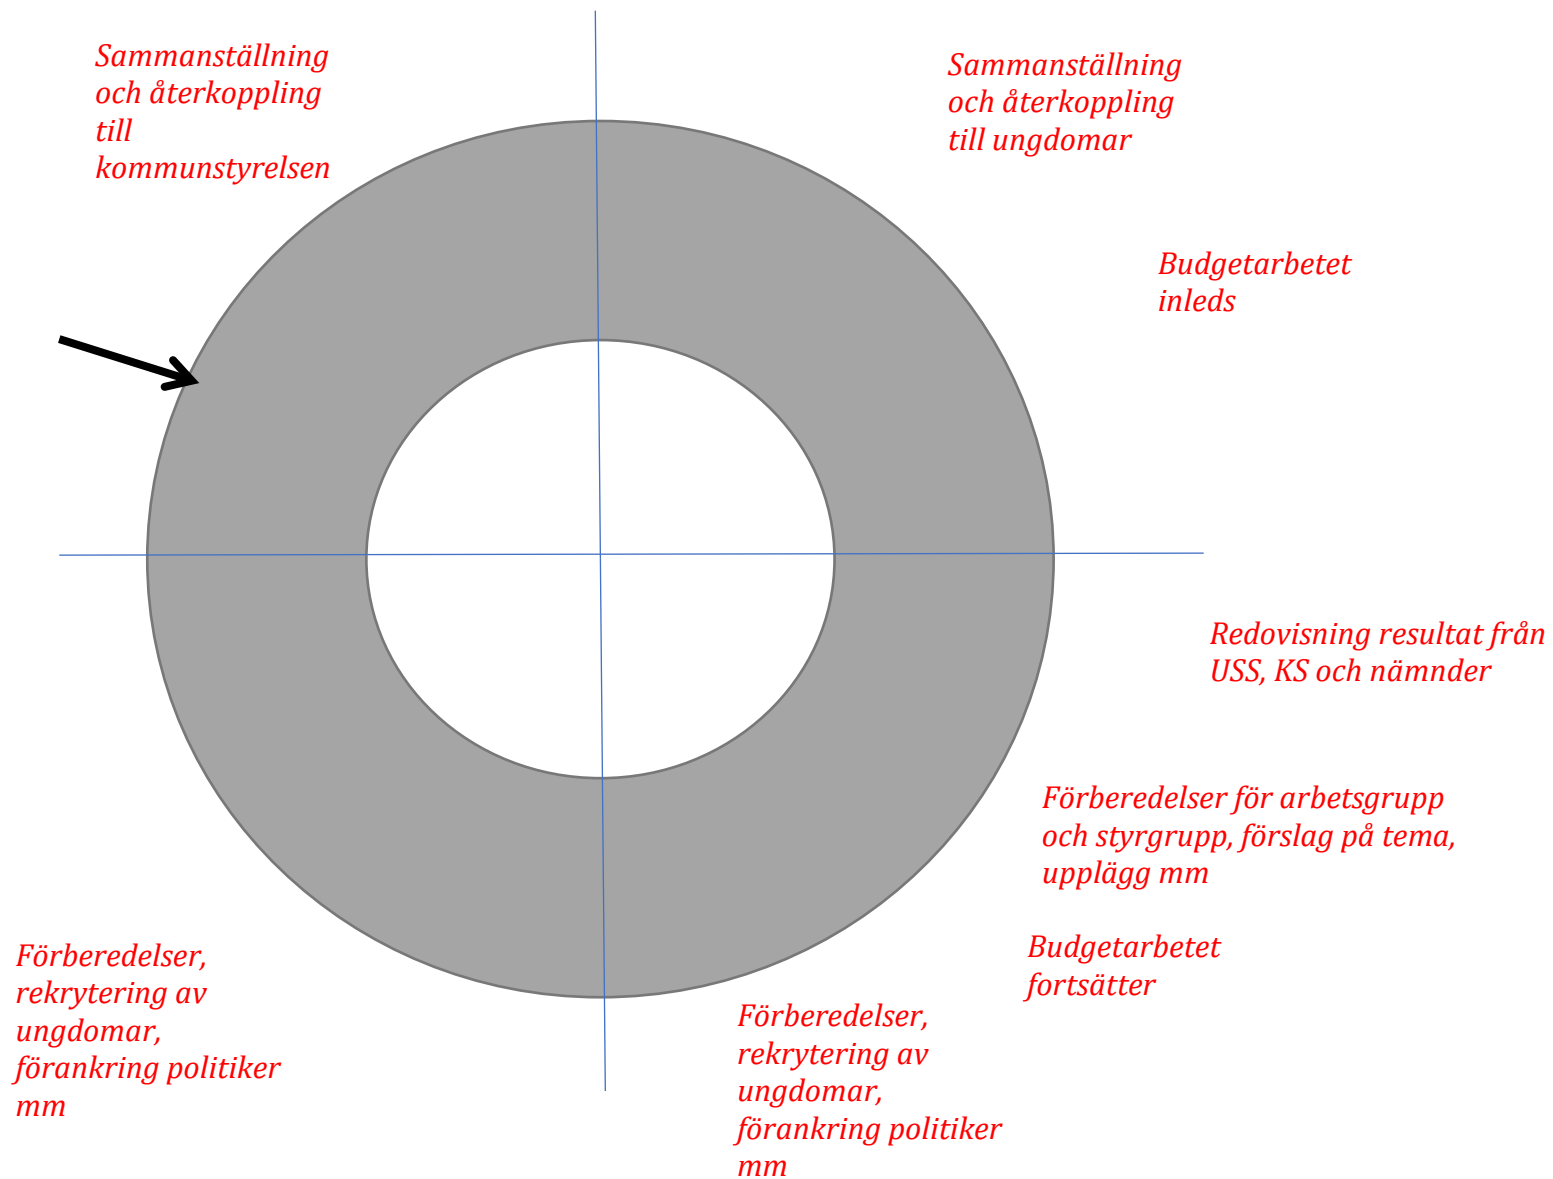 Sammanställning
och återkoppling
till
kommunstyrelsen
Sammanställning
och återkoppling
till ungdomar
Budgetarbetet
inleds
Redovisning resultat från
USS, KS och nämnder
Förberedelser för arbetsgrupp
och styrgrupp, förslag på tema,
upplägg mm
Budgetarbetet
fortsätter
Förberedelser,
rekrytering av
ungdomar,
förankring politiker
mm
Förberedelser,
rekrytering av
ungdomar,
förankring politiker
mm